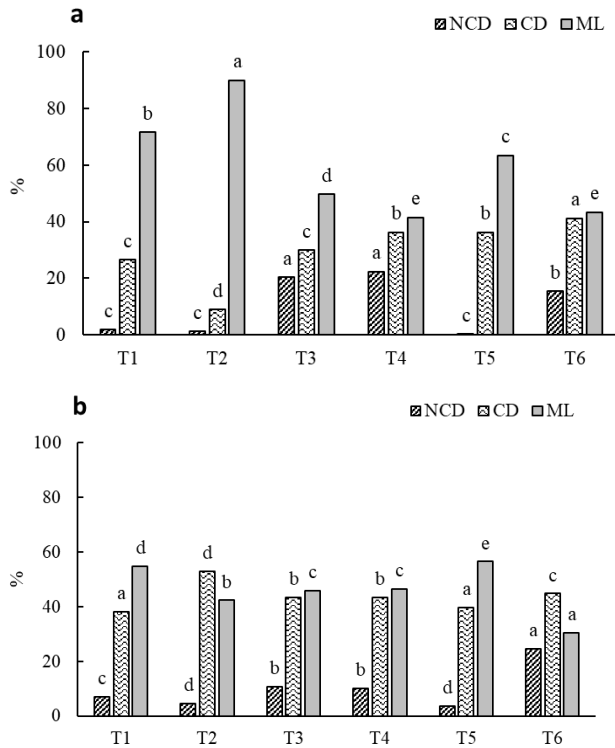 a
NCD CD ML
100
80
60
40
20
0
%
c c b
c d a
a c d
a b e
c b c
b a e
T1 T2 T3 T4 T5 T6
b
NCD CD ML
100
80
60
40
20
0
%
c a d
d d b
b b c
b b c
d a e
a c a
T1 T2 T3 T4 T5 T6